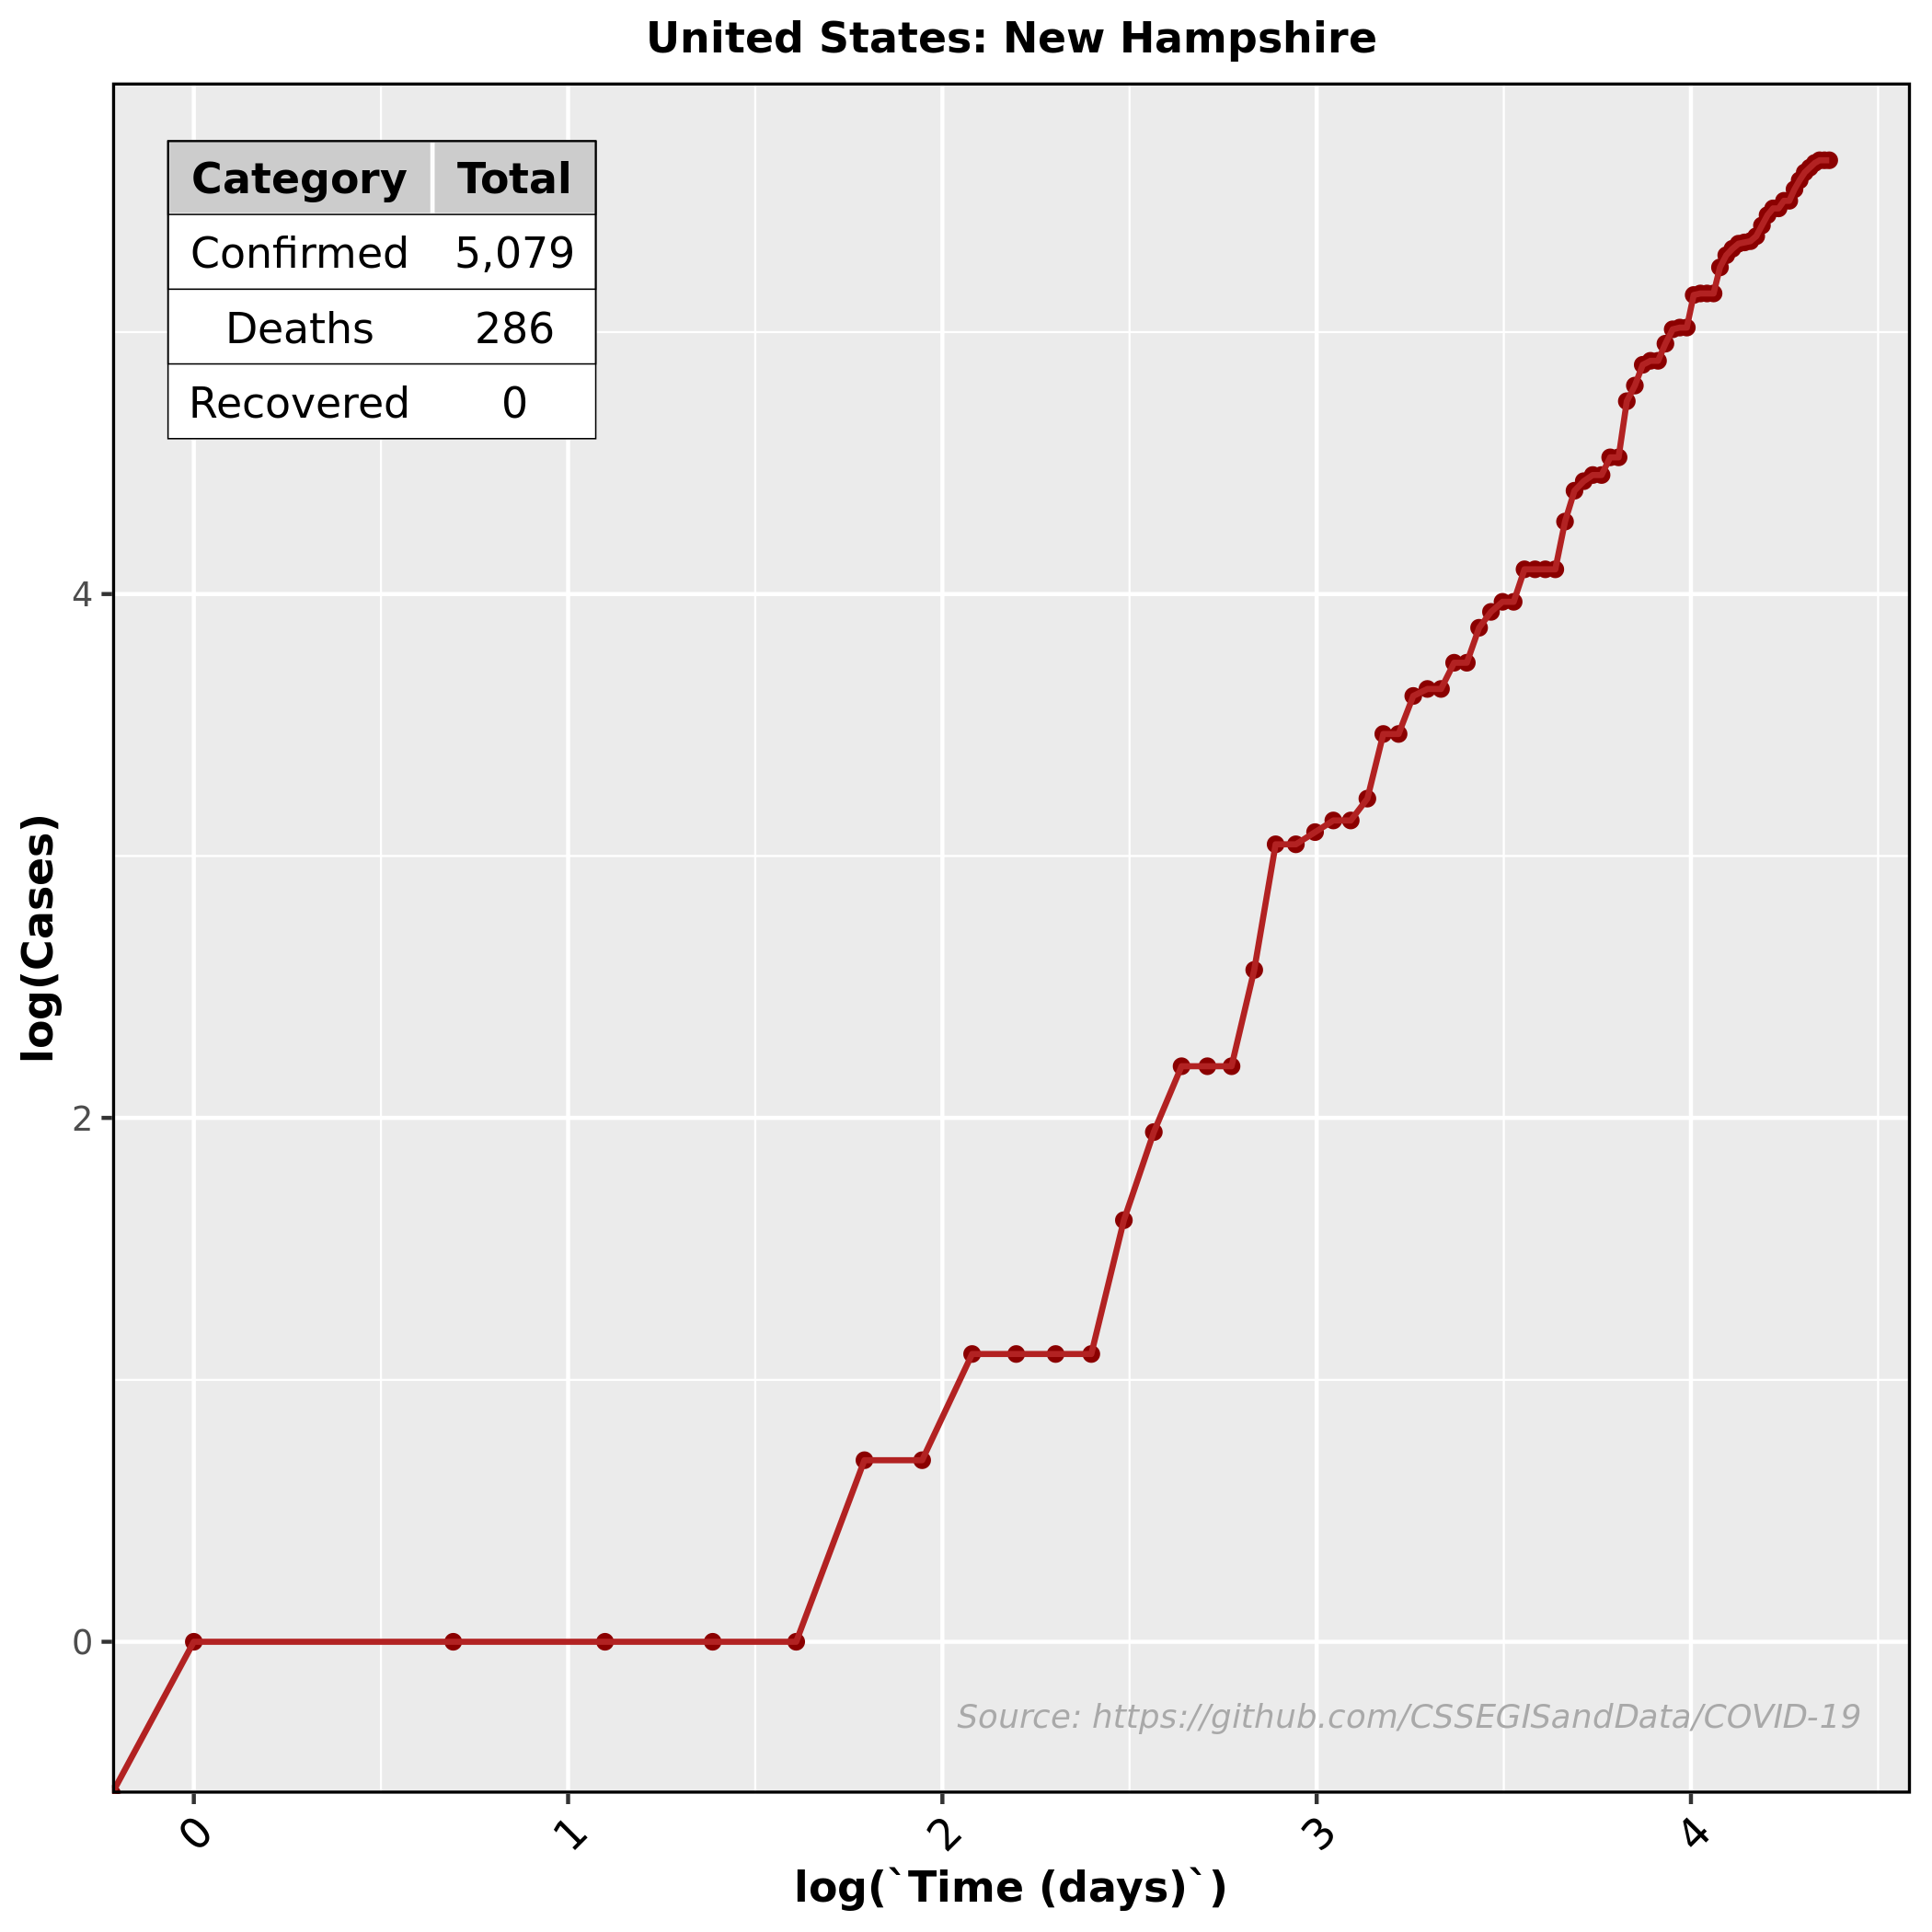 United States: New Hampshire
Category Total
Confirmed 5,079
Deaths 286
Recovered 0
4
2
0
log(Cases)
Source: https://github.com/CSSEGISandData/COVID-19
0 1 2 3 4
log(`Time (days)`)